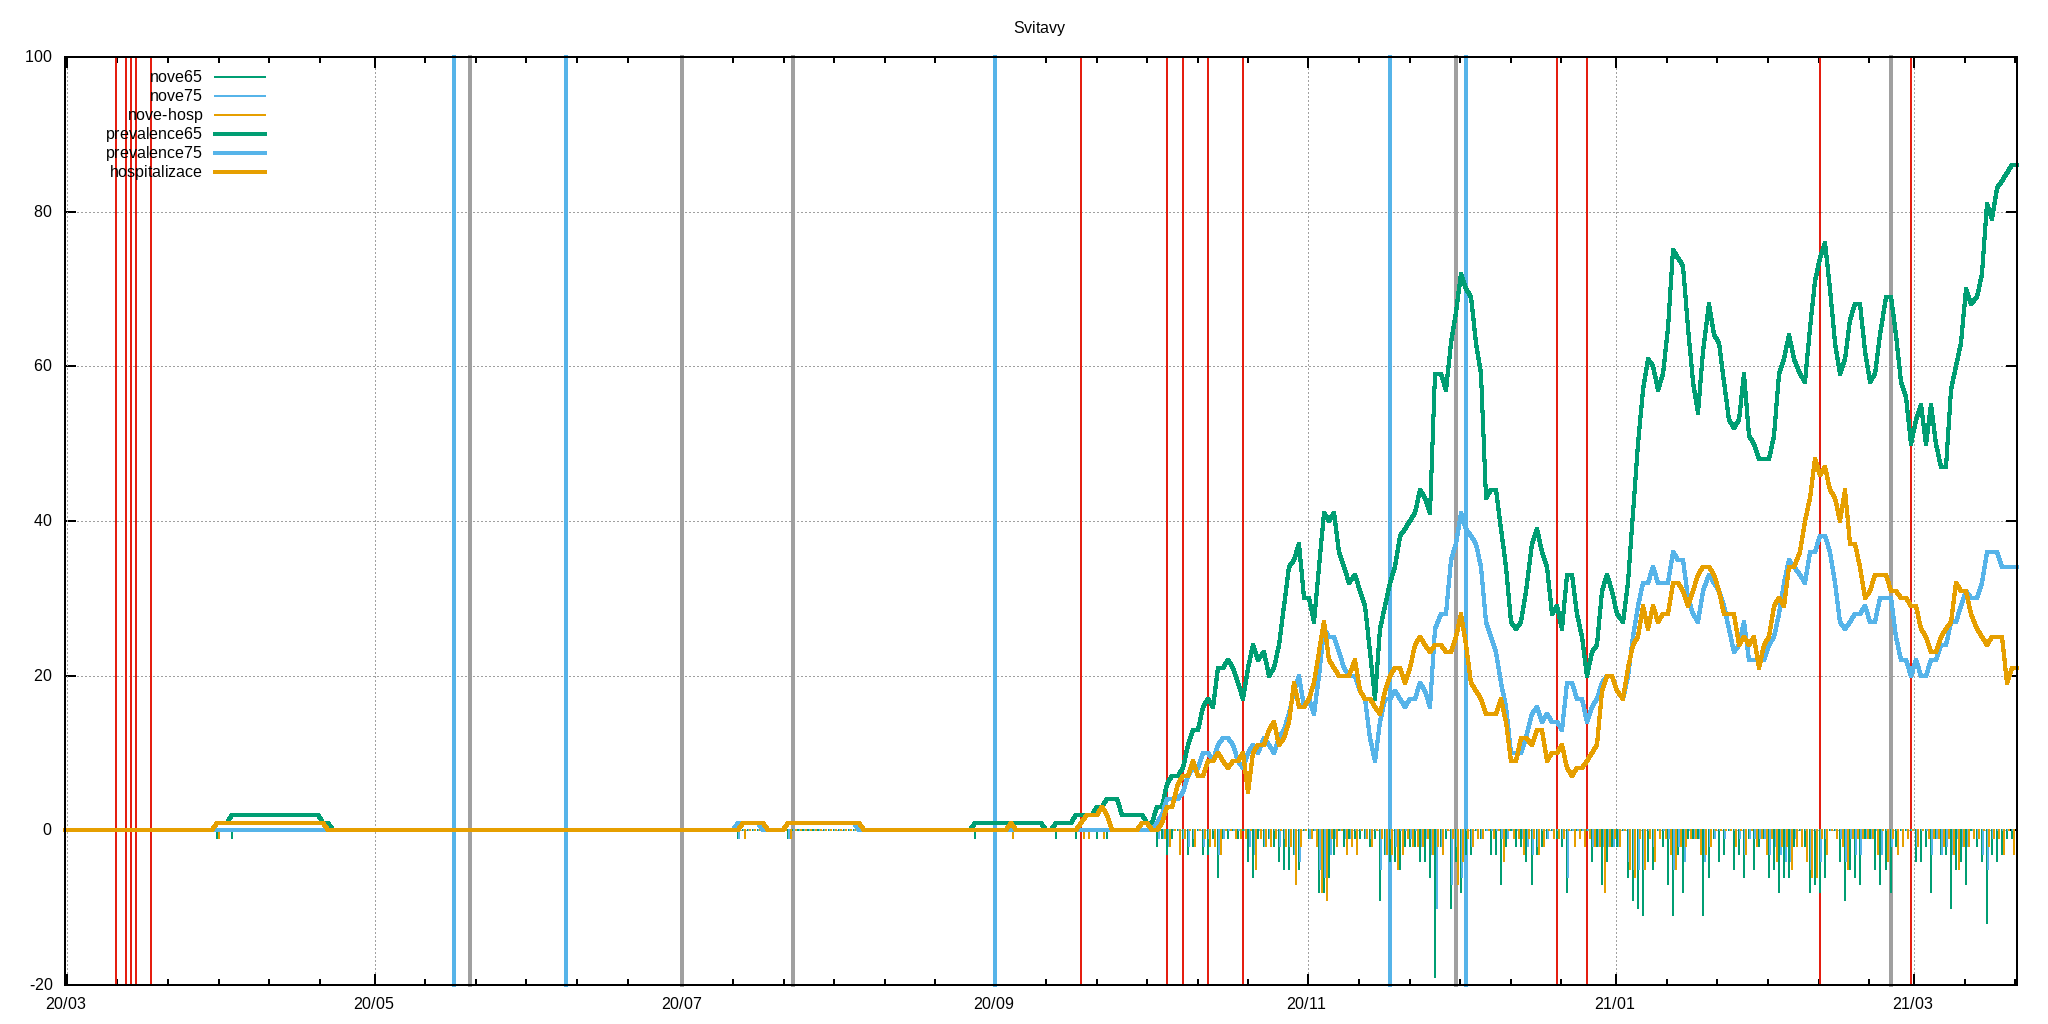 Svitavy
100
80
60
40
20
0
-20
nove65
nove75
nove-hosp
prevalence65
prevalence75
hospitalizace
20/03 20/05 20/07 20/09 20/11 21/01 21/03